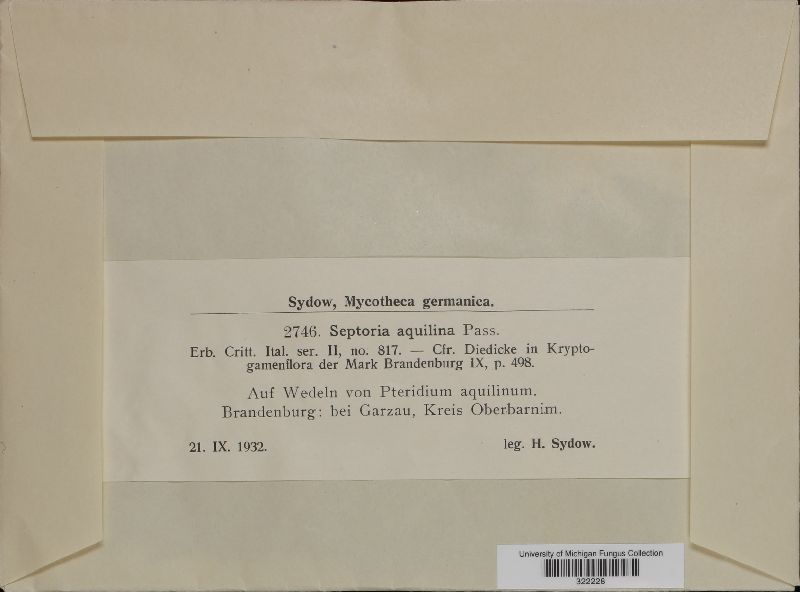 Sydow, Mycotheca germanica.
2746. Septoria aquilina Pass.
Erb. Critt. Ital. ser. II, no. 817. — Cfr. Diedicke in Krypto-
gamenflora der Mark Brandenburg IX, p. 498.
Auf Wedeln von Pteridium aquilinum.
Brandenburg: bei Garzau, Kreis Oberbarnim.
21. IX. 1932. leg. H. Sydow.
University of Michigan Fungus Collection
322226